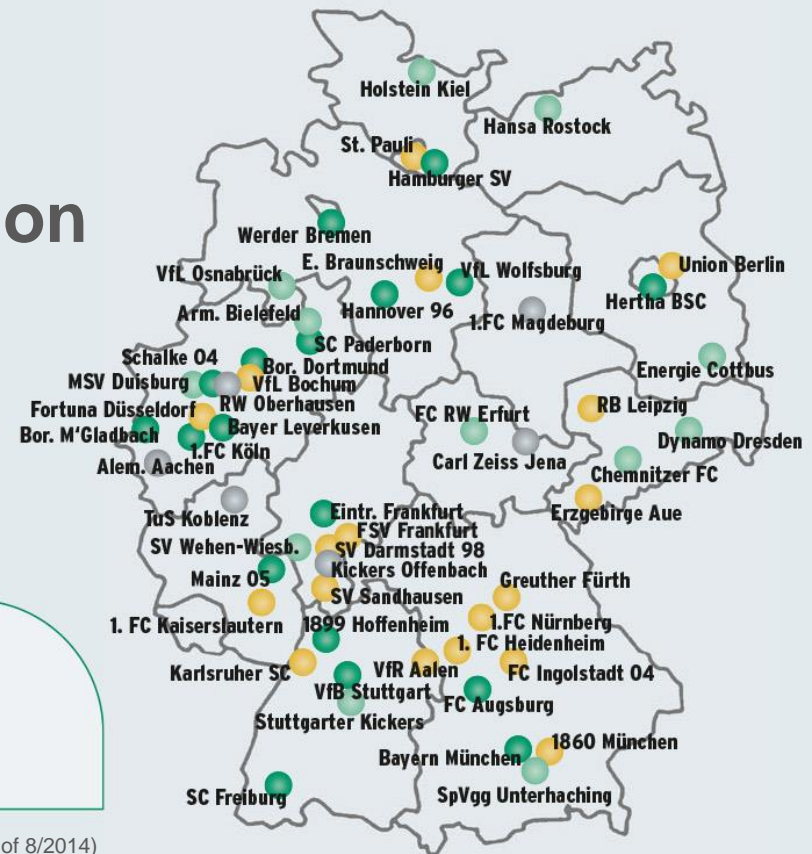 on
Holstein Kiel
Hansa Rostock
St. Pauli
Hamburger SV
Werder Bremen
E. Braunschweig
VfL Wolfsburg
Union Berlin
VfL Osnabrück
Hannover 96
Hertha BSC
Arm. Bielefeld
1.FC Magdeburg
SC Paderborn
Schalke 04
Bor. Dortmund
Energie Cottbus
MSV Duisburg
VfL Bochum
RW Oberhausen
Fortuna Düsseldorf
FC RW Erfurt
RB Leipzig
Bor. M'Gladbach
Bayer Leverkusen
Dynamo Dresden
1.FC Köln
Carl Zeiss Jena
Alem. Aachen
Chemnitzer FC
TuS Koblenz
Eintr. Frankfurt
Erzgebirge Aue
FSV Frankfurt
SV Wehen-Wiesb.
SV Darmstadt 98
Kickers Offenbach
Mainz 05
Greuther Fürth
SV Sandhausen
1. FC Kaiserslautern
1899 Hoffenheim
1.FC Nürnberg
1. FC Heidenheim
Karlsruher SC
VfR Aalen
FC Ingolstadt 04
VfB Stuttgart
FC Augsburg
Stuttgarter Kickers
1860 München
Bayern München
SC Freiburg
SpVgg Unterhaching
of 8/2014)